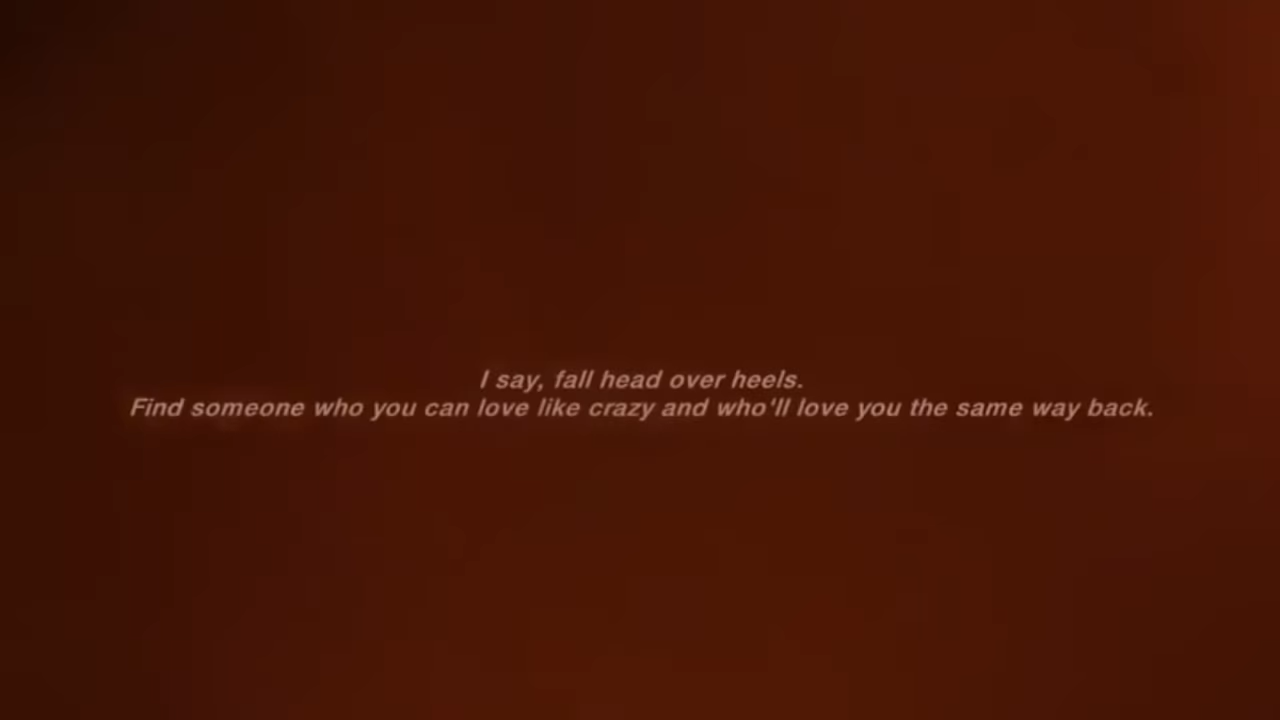 I say, fall head over heels.
Find someone who you can love like crazy and who'll love you the same way back.